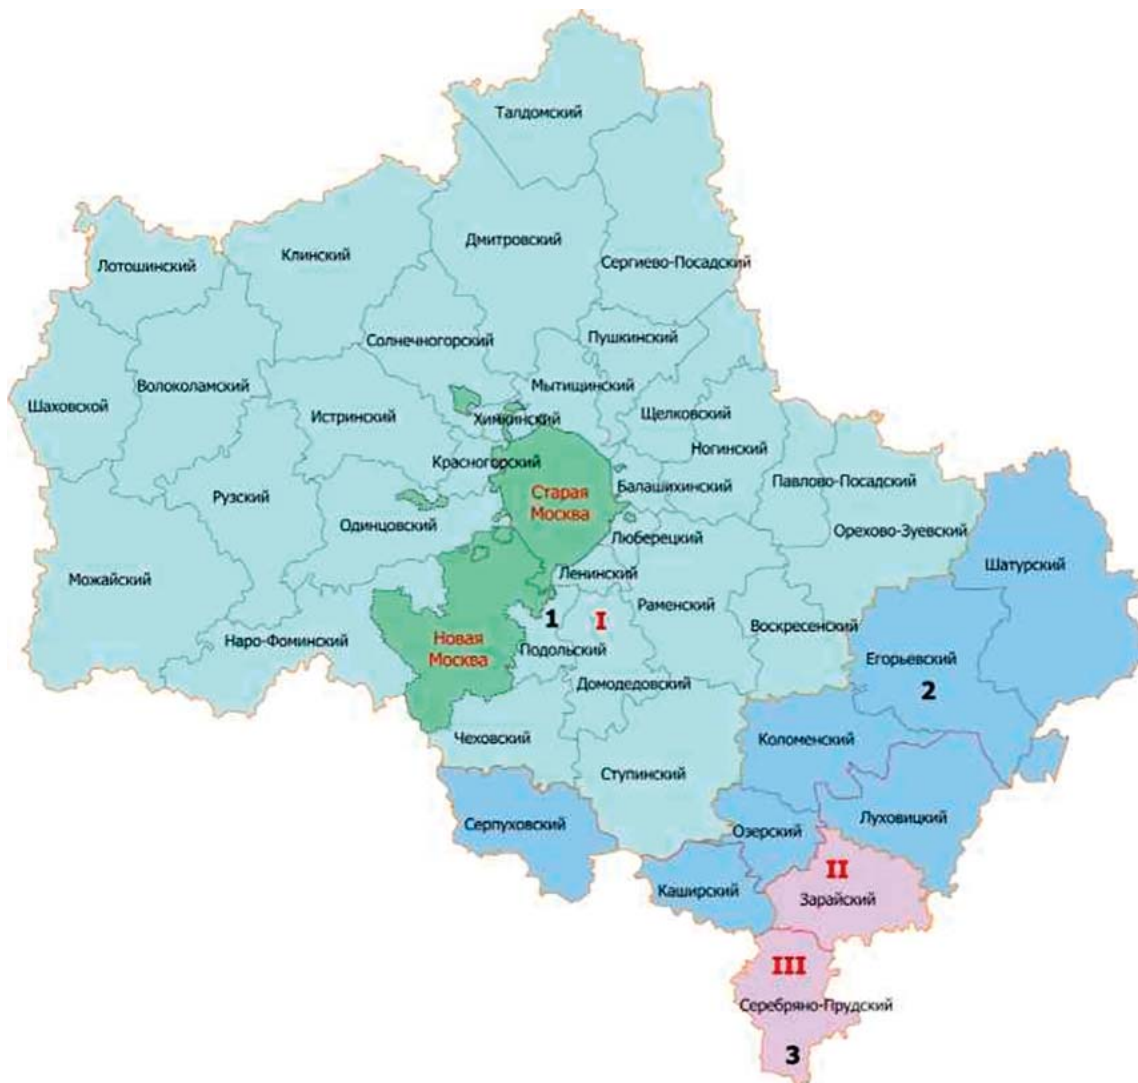 Талдомский
Дмитровский
Клинский
Сергиево-Посадский
Лотошинский
Пушкинский
Солнечногорский
Мытищинский
Волоколамский
Шаховской
Истринский
Химкинский
Щелковский
Ногинский
Красногорский
Павлово-Посадский
Балашихинский
Старая
Москва
Рузский
Одинцовский
Орехово-Зуевский
Люберецкий
Шатурский
Ленинский
Можайский
Раменский
1
I
Воскресенский
Наро-Фоминский
Новая
Москва
Подольский
Егорьевский
2
Домодедовский
Чеховский
Коломенский
Ступинский
Серпуховский
Озерский
Луховицкий
II
Каширский
Зарайский
III
Серебряно-Прудский
3